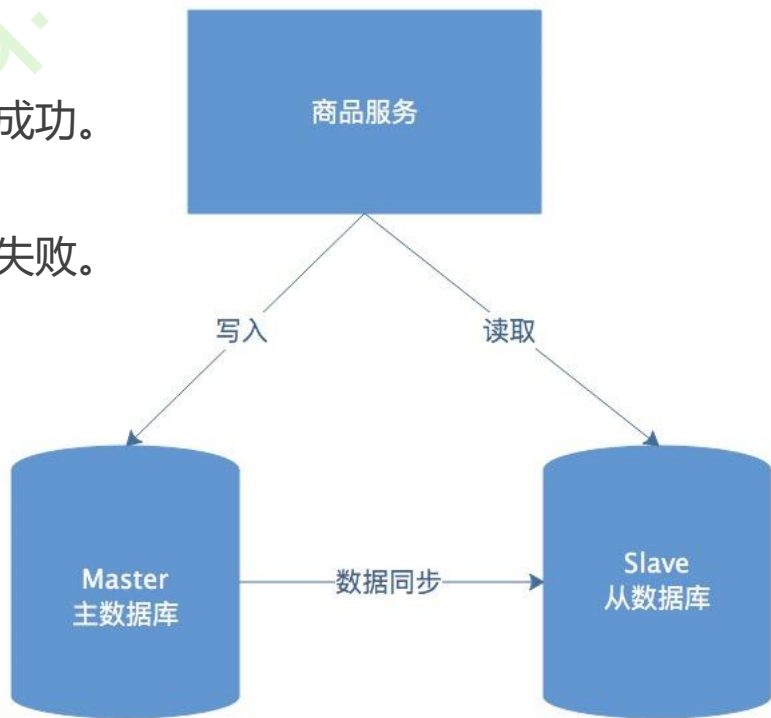 商品服务
成功。
失败。
写入
读取
Master
主数据库
数据同步
Slave
从数据库